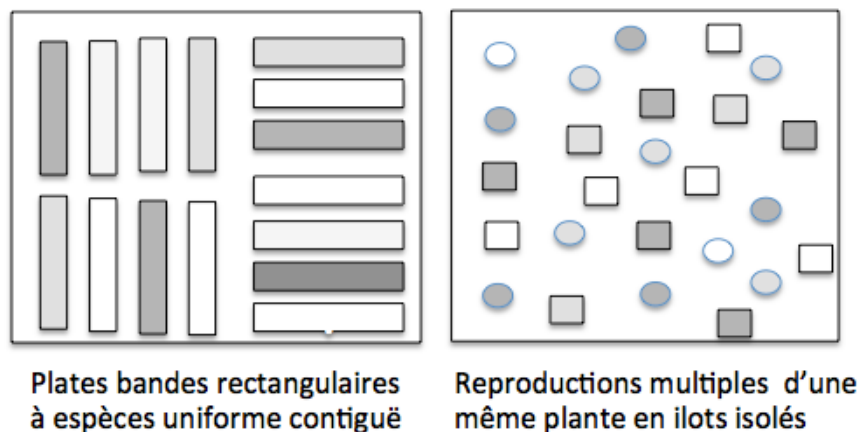 Plates bandes rectangulaires
à espèces uniforme contiguë
Reproductions multiples d’une
même plante en ilots isolés